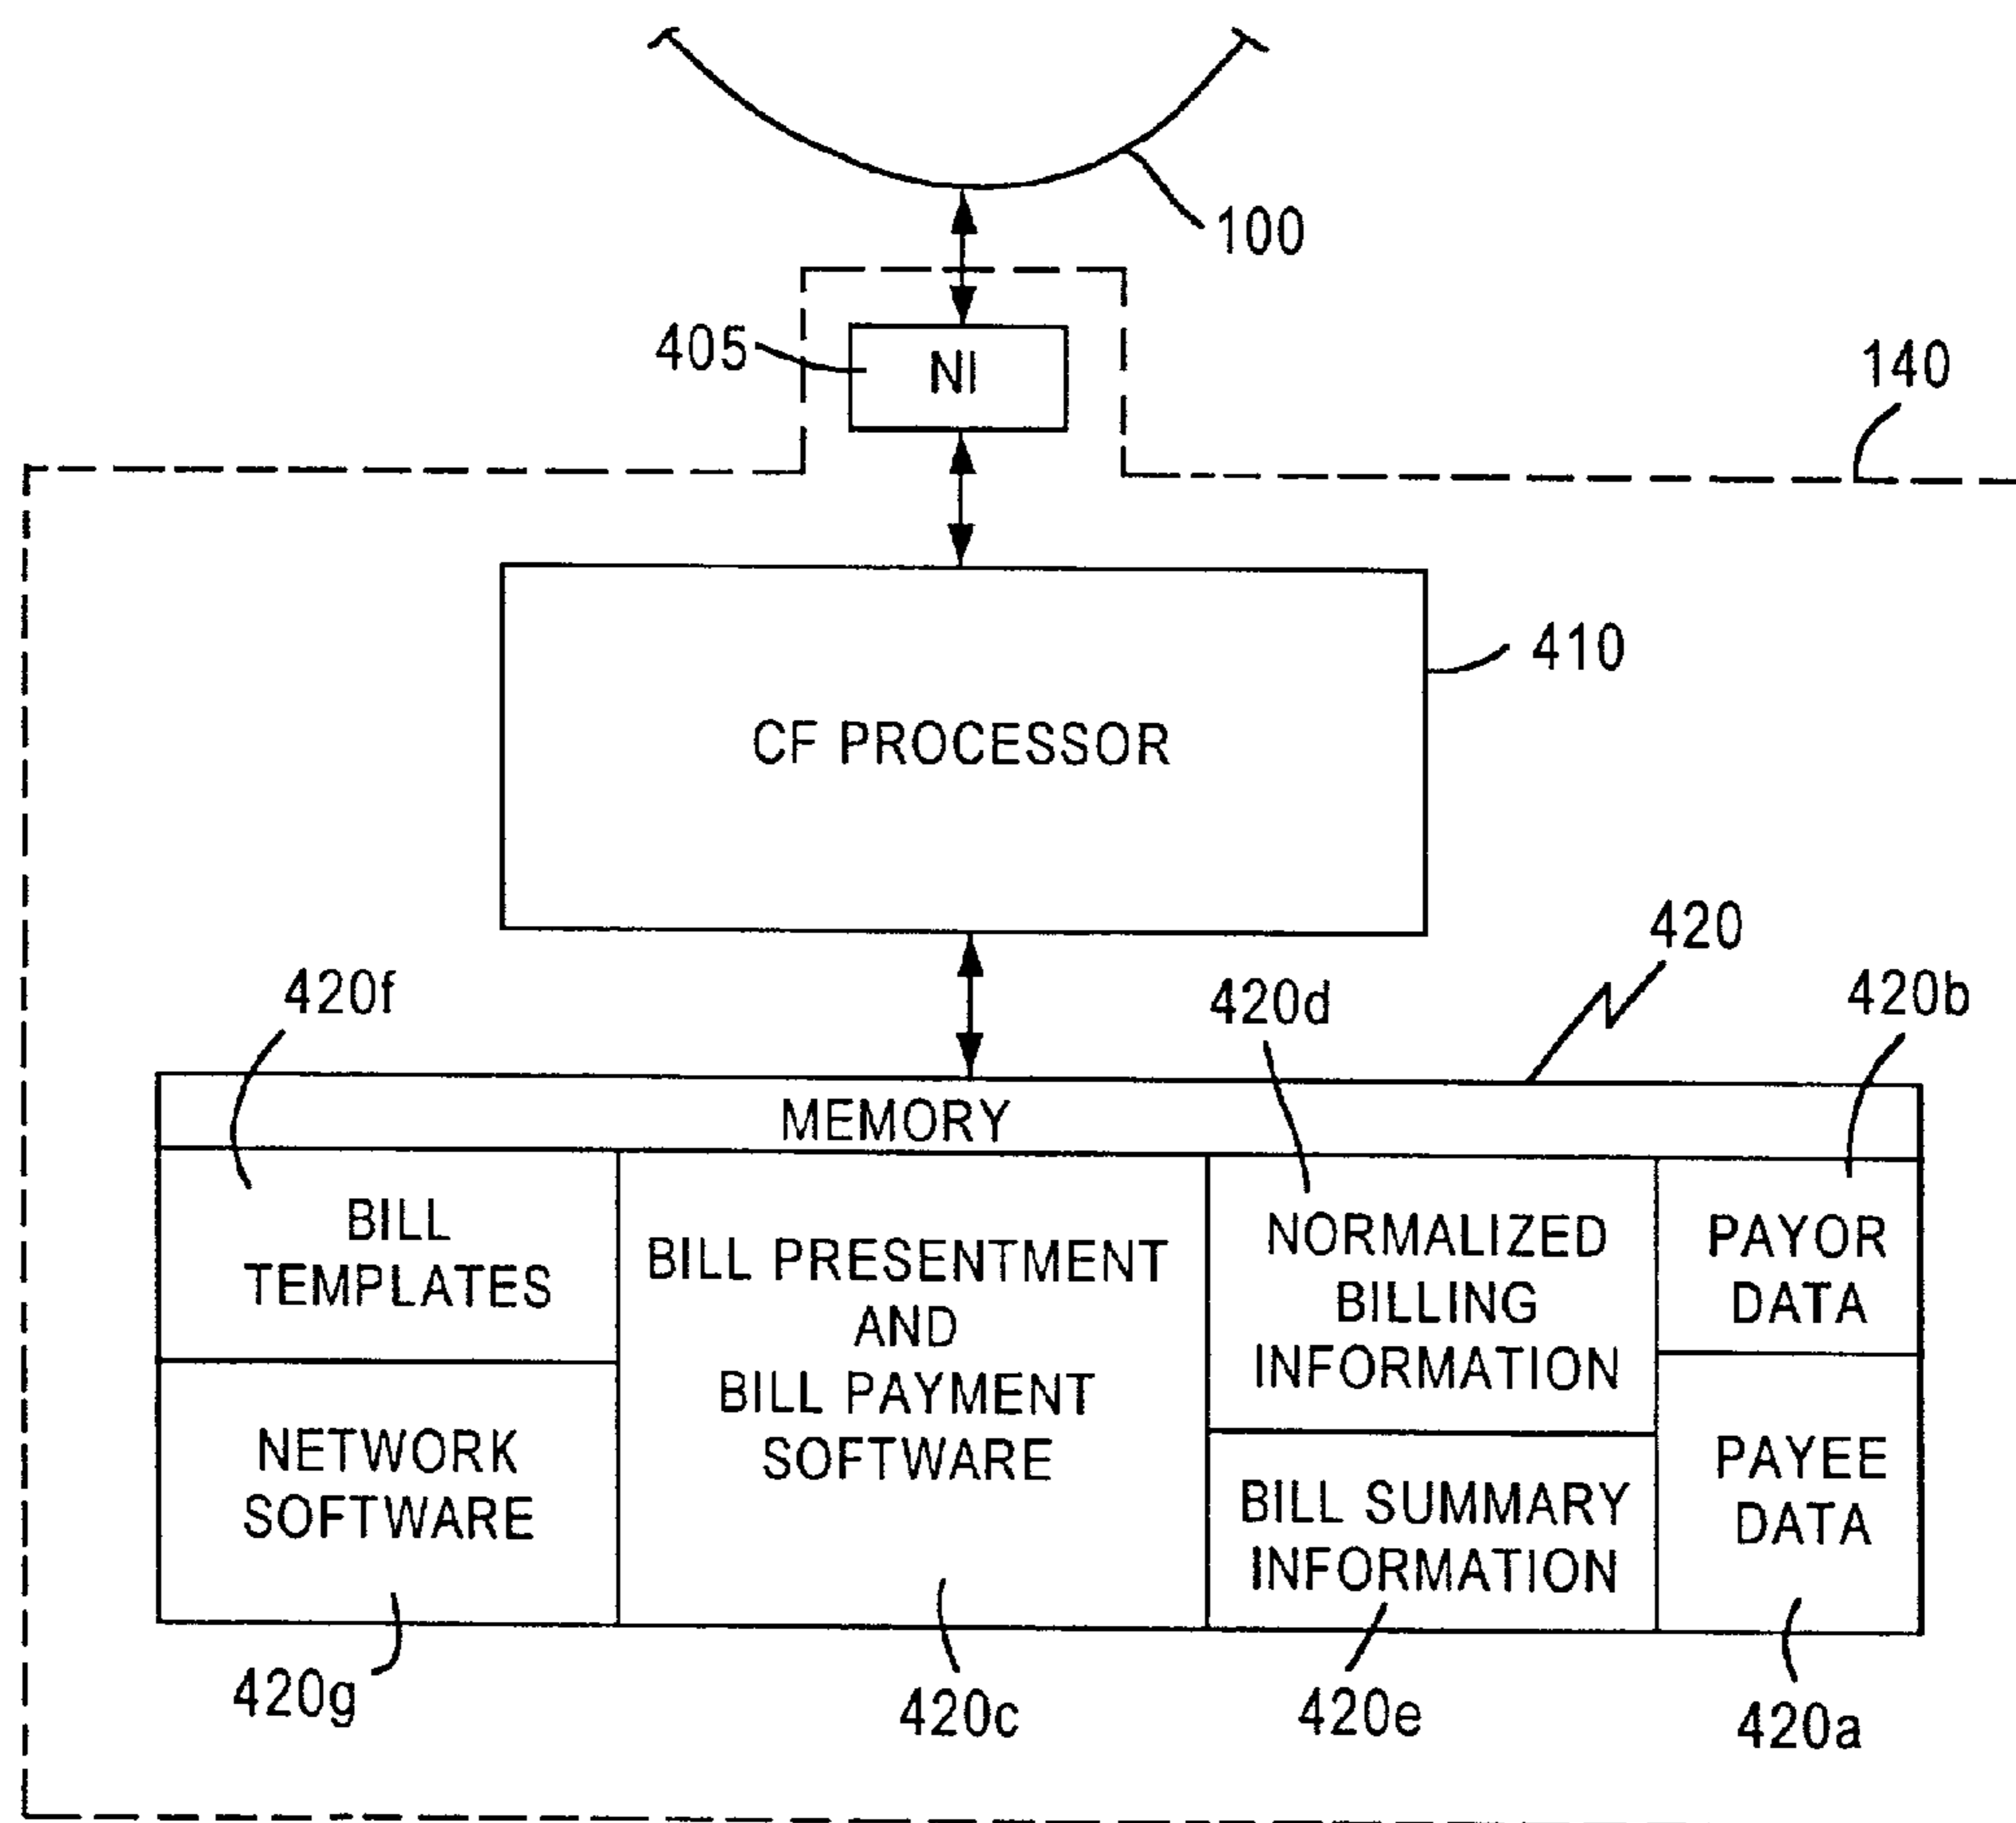 100
405
NI
140
410
CF PROCESSOR
420
420f
420d
420b
MEMORY
BILL
TEMPLATES
BILL PRESENTMENT
AND
BILL PAYMENT
SOFTWARE
NORMALIZED
BILLING
INFORMATION
PAYOR
DATA
NETWORK
SOFTWARE
BILL SUMMARY
INFORMATION
PAYEE
DATA
420g
420c
420e
420a